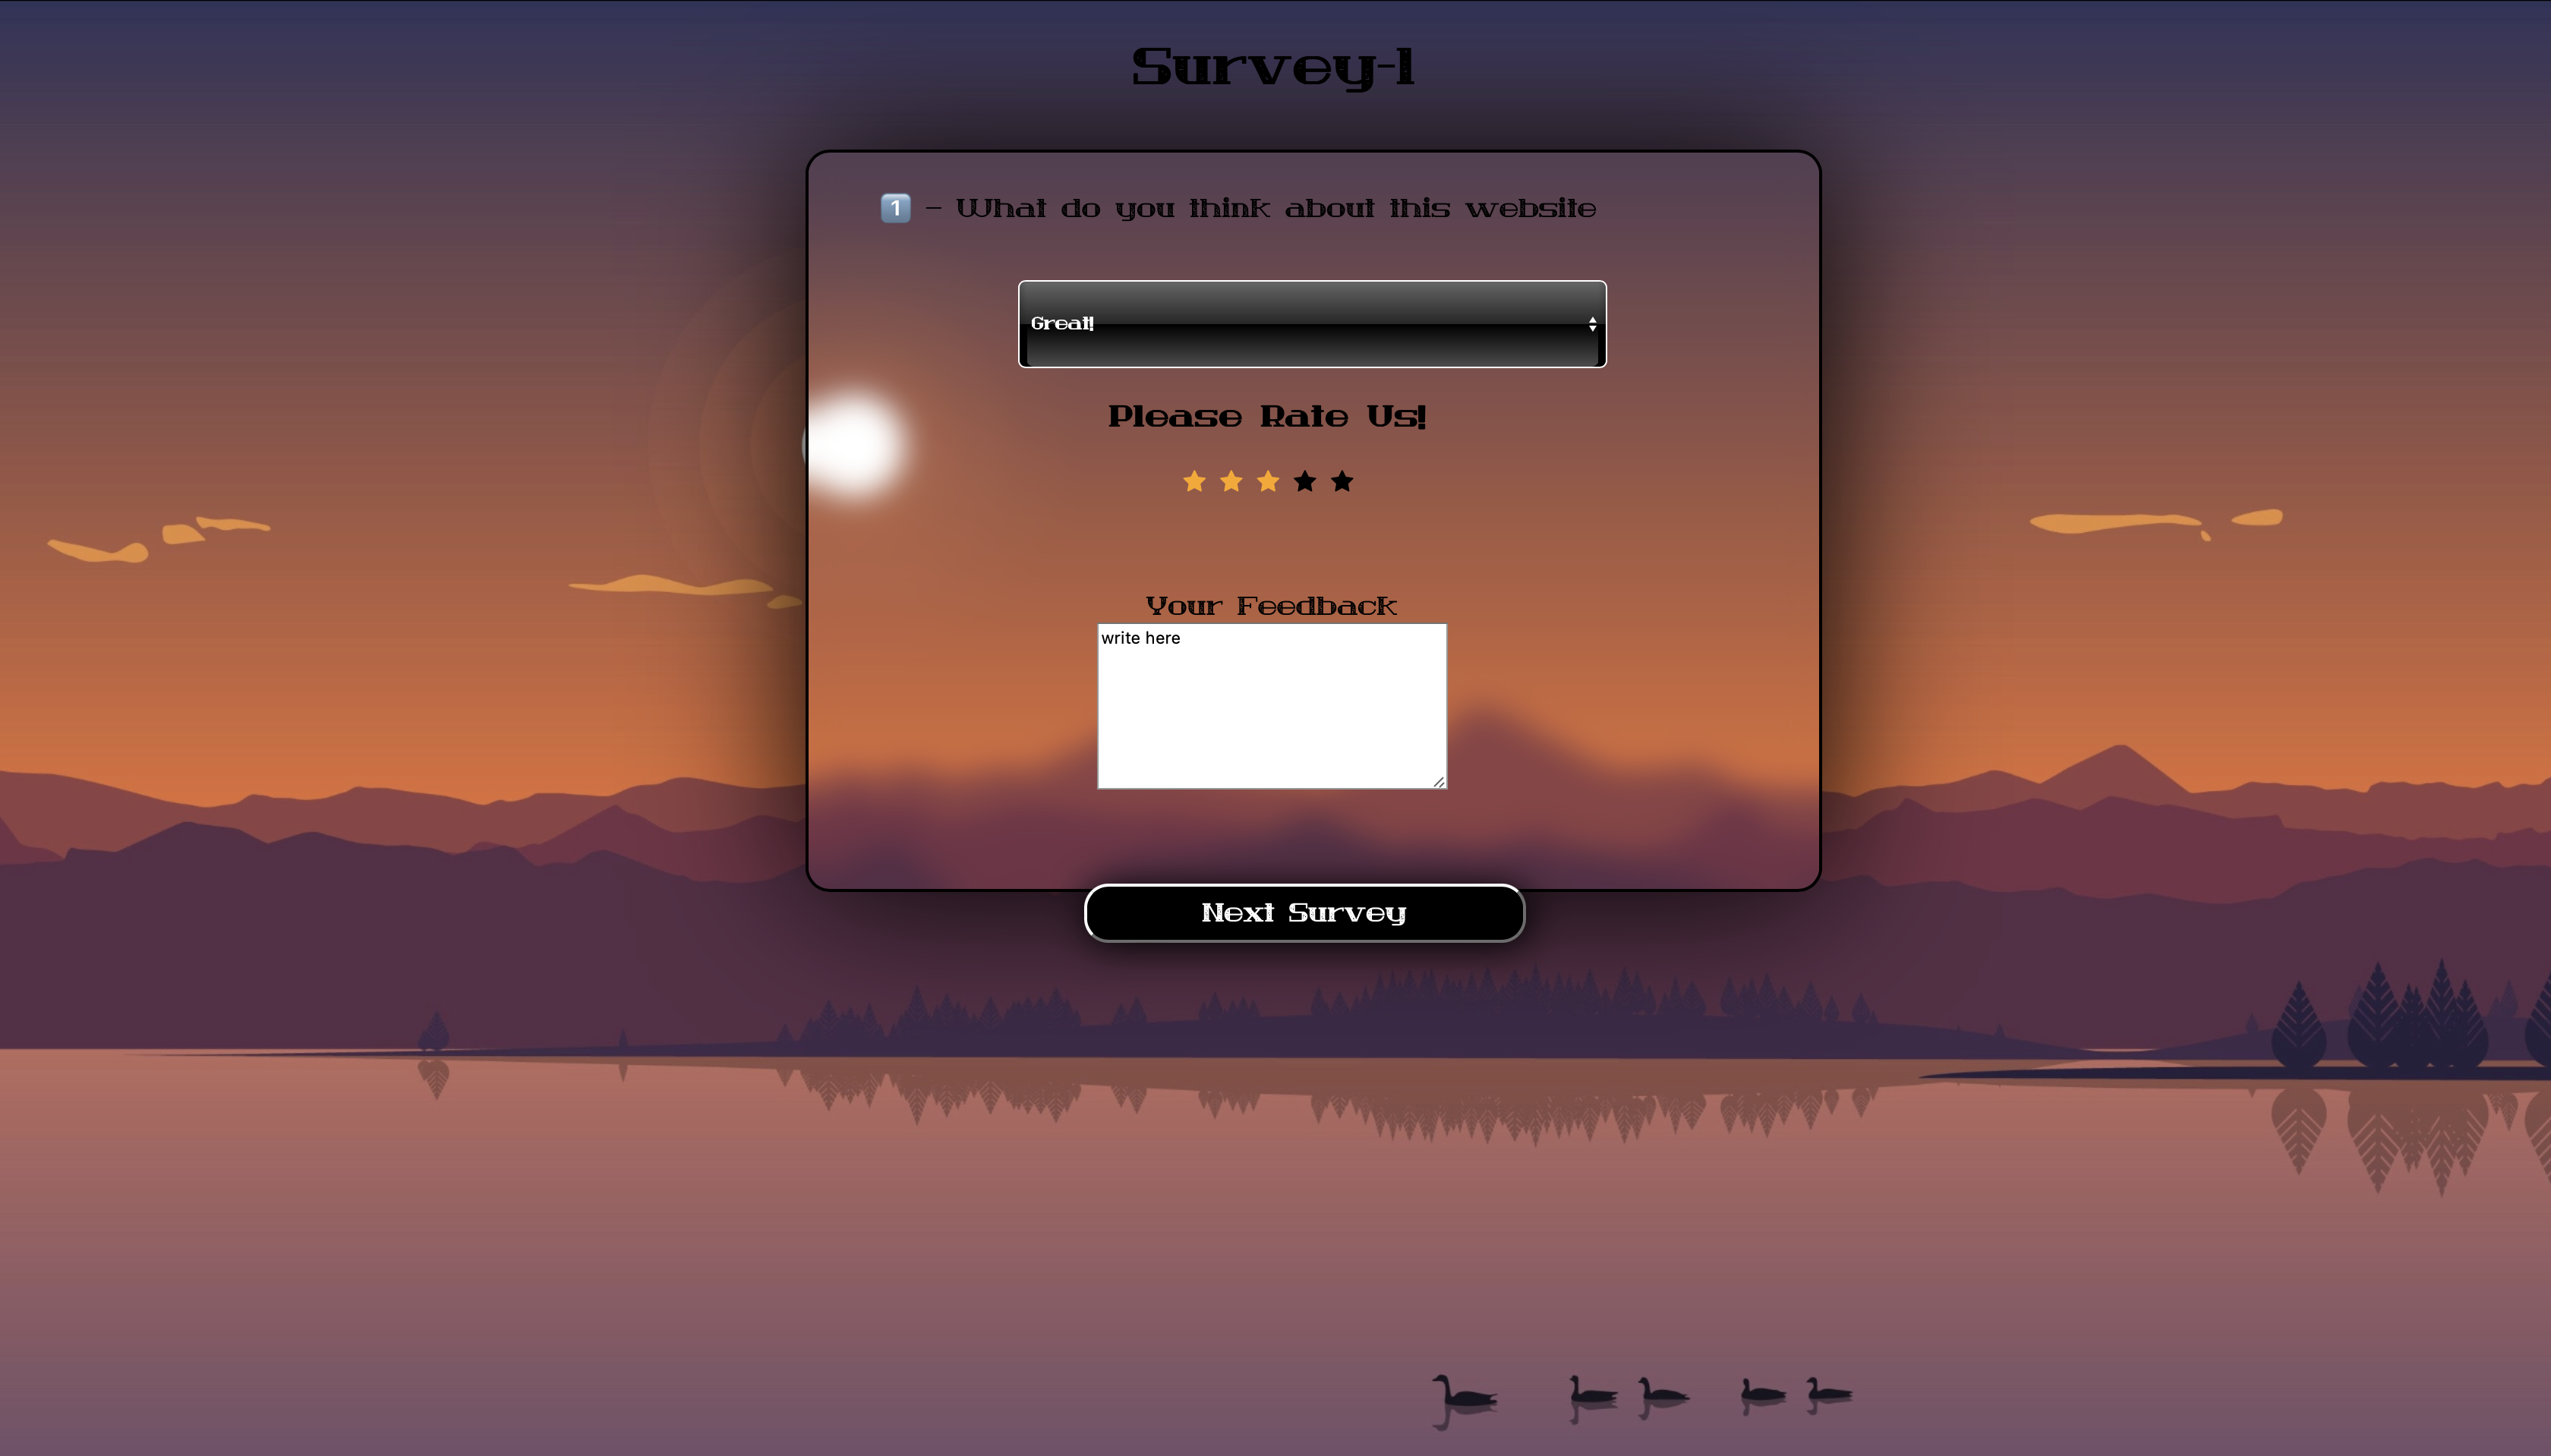 Survey-1
1 - What do you think about this website
Great!
Please Rate Us!
Your Feedback
write here
Next Survey